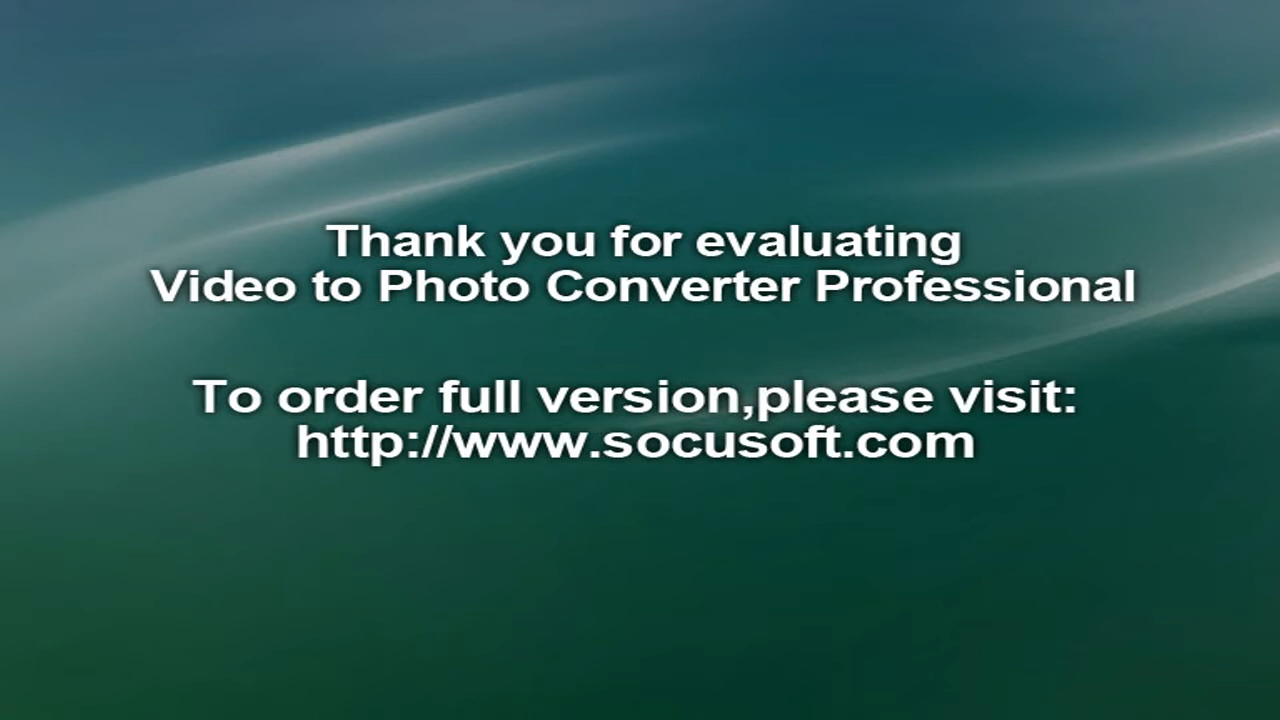 Thank you for evaluating
Video to Photo Converter Professional
To order full version,please visit:
http://www.socusoft.com